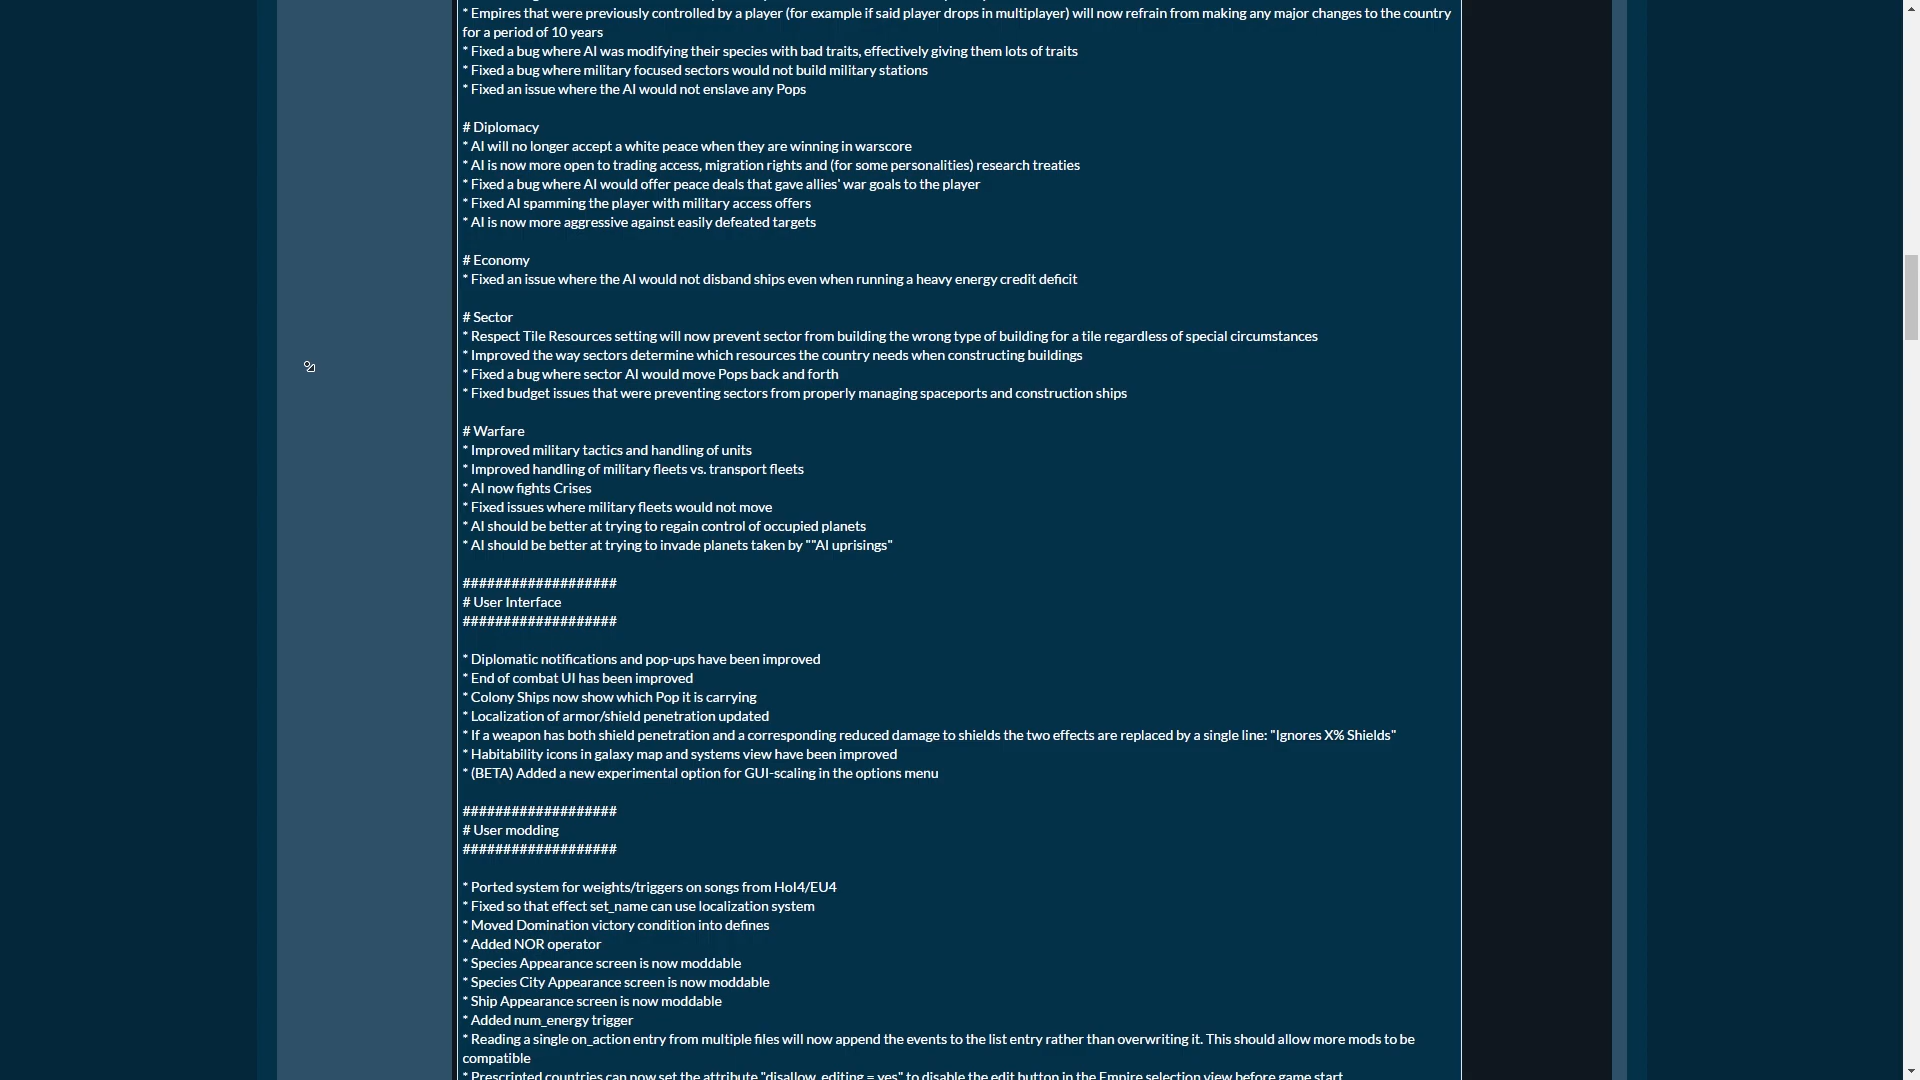 * Empires that were previously controlled by a player (for example if said player drops in multiplayer) will now refrain from making any major changes to the country
for a period of 10 years
* Fixed a bug where AI was modifying their species with bad traits, effectively giving them lots of traits
* Fixed a bug where military focused sectors would not build military stations
* Fixed an issue where the AI would not enslave any Pops
# Diplomacy
* AI will no longer accept a white peace when they are winning in warscore
* AI is now more open to trading access, migration rights and (for some personalities) research treaties
* Fixed a bug where AI would offer peace deals that gave allies' war goals to the player
* Fixed AI spamming the player with military access offers
* AI is now more aggressive against easily defeated targets
# Economy
* Fixed an issue where the AI would not disband ships even when running a heavy energy credit deficit
# Sector
* Respect Tile Resources setting will now prevent sector from building the wrong type of building for a tile regardless of special circumstances
* Improved the way sectors determine which resources the country needs when constructing buildings
* Fixed a bug where sector AI would move Pops back and forth
* Fixed budget issues that were preventing sectors from properly managing spaceports and construction ships
# Warfare
* Improved military tactics and handling of units
* Improved handling of military fleets vs. transport fleets
* AI now fights Crises
* Fixed issues where military fleets would not move
* AI should be better at trying to regain control of occupied planets
* AI should be better at trying to invade planets taken by ""AI uprisings"
###################
# User Interface
###################
* Diplomatic notifications and pop-ups have been improved
* End of combat UI has been improved
* Colony Ships now show which Pop it is carrying
* Localization of armor/shield penetration updated
* If a weapon has both shield penetration and a corresponding reduced damage to shields the two effects are replaced by a single line: "Ignores X% Shields"
* Habitability icons in galaxy map and systems view have been improved
* (BETA) Added a new experimental option for GUI-scaling in the options menu
###################
# User modding
###################
* Ported system for weights/triggers on songs from HoI4/EU4
* Fixed so that effect set_name can use localization system
* Moved Domination victory condition into defines
* Added NOR operator
* Species Appearance screen is now moddable
* Species City Appearance screen is now moddable
* Ship Appearance screen is now moddable
* Added num_energy trigger
* Reading a single on_action entry from multiple files will now append the events to the list entry rather than overwriting it. This should allow more mods to be
compatible
* Prescripted countries can now set the attribute "disallow_editing = yes" to disable the edit button in the Empire selection view before game start